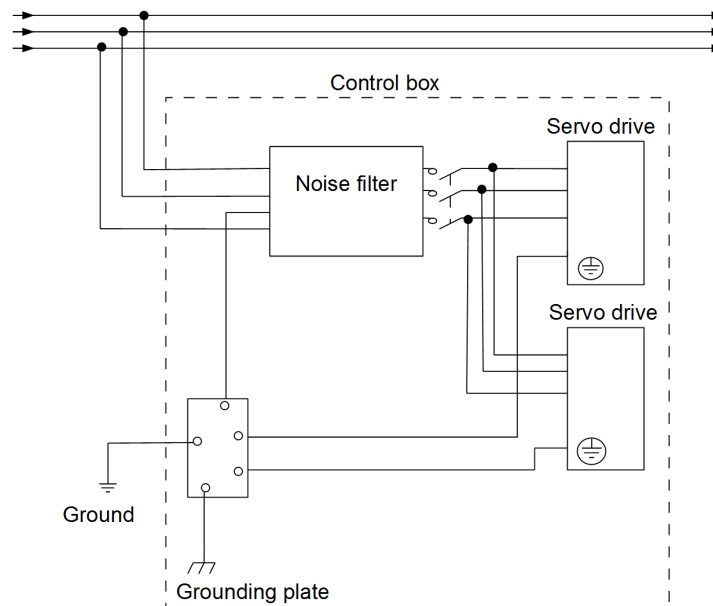 Control box
Servo drive
Noise filter
Servo drive
Ground
Grounding plate